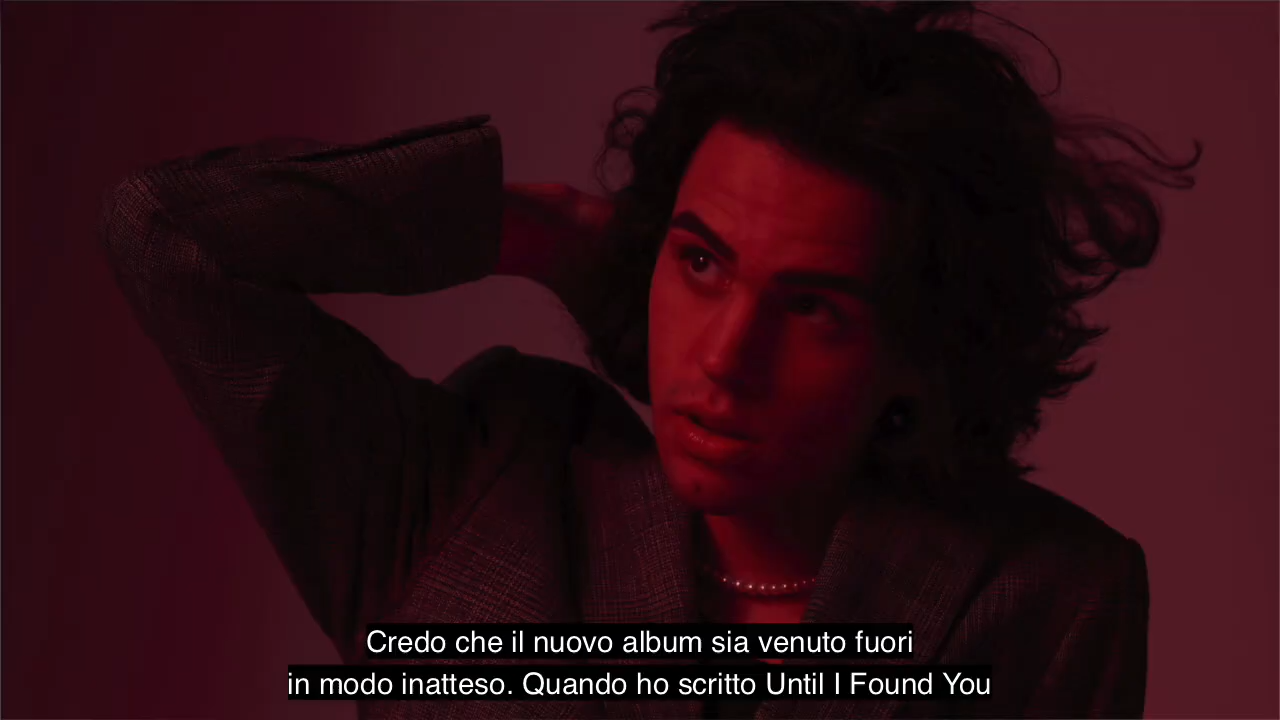 Credo che il nuovo album sia venuto fuori
in modo inatteso. Quando ho scritto Until I Found You